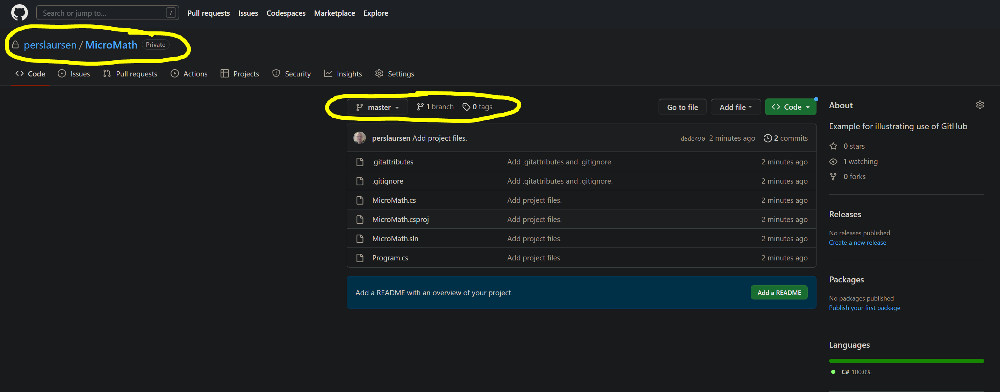 Search or jump to... / Pull requests Issues Codespaces Marketplace Explore
perslaursen / MicroMath Private
Code Issues Pull requests Actions Projects Security Insights Settings
master 1 branch 0 tags Go to file Add file Code
perslaursen Add project files. d6de490 2 minutes ago 2 commits
.gitattributes Add .gitattributes and .gitignore. 2 minutes ago
.gitignore Add .gitattributes and .gitignore. 2 minutes ago
MicroMath.cs Add project files. 2 minutes ago
MicroMath.csproj Add project files. 2 minutes ago
MicroMath.sln Add project files. 2 minutes ago
Program.cs Add project files. 2 minutes ago
Add a README with an overview of your project. Add a README
About
Example for illustrating use of GitHub
0 stars
1 watching
0 forks
Releases
No releases published
Create a new release
Packages
No packages published
Publish your first package
Languages
C# 100.0%